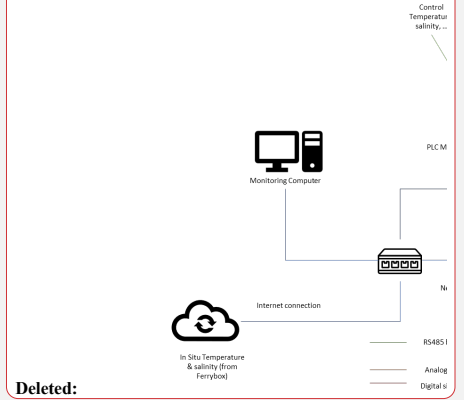 Control
Temperatur
salinity, ...
PLC M
Monitoring Computer
Internet connection
In Situ Temperature
& salinity (from
Ferrybox)
RS485
Analog
Digital si
Deleted: